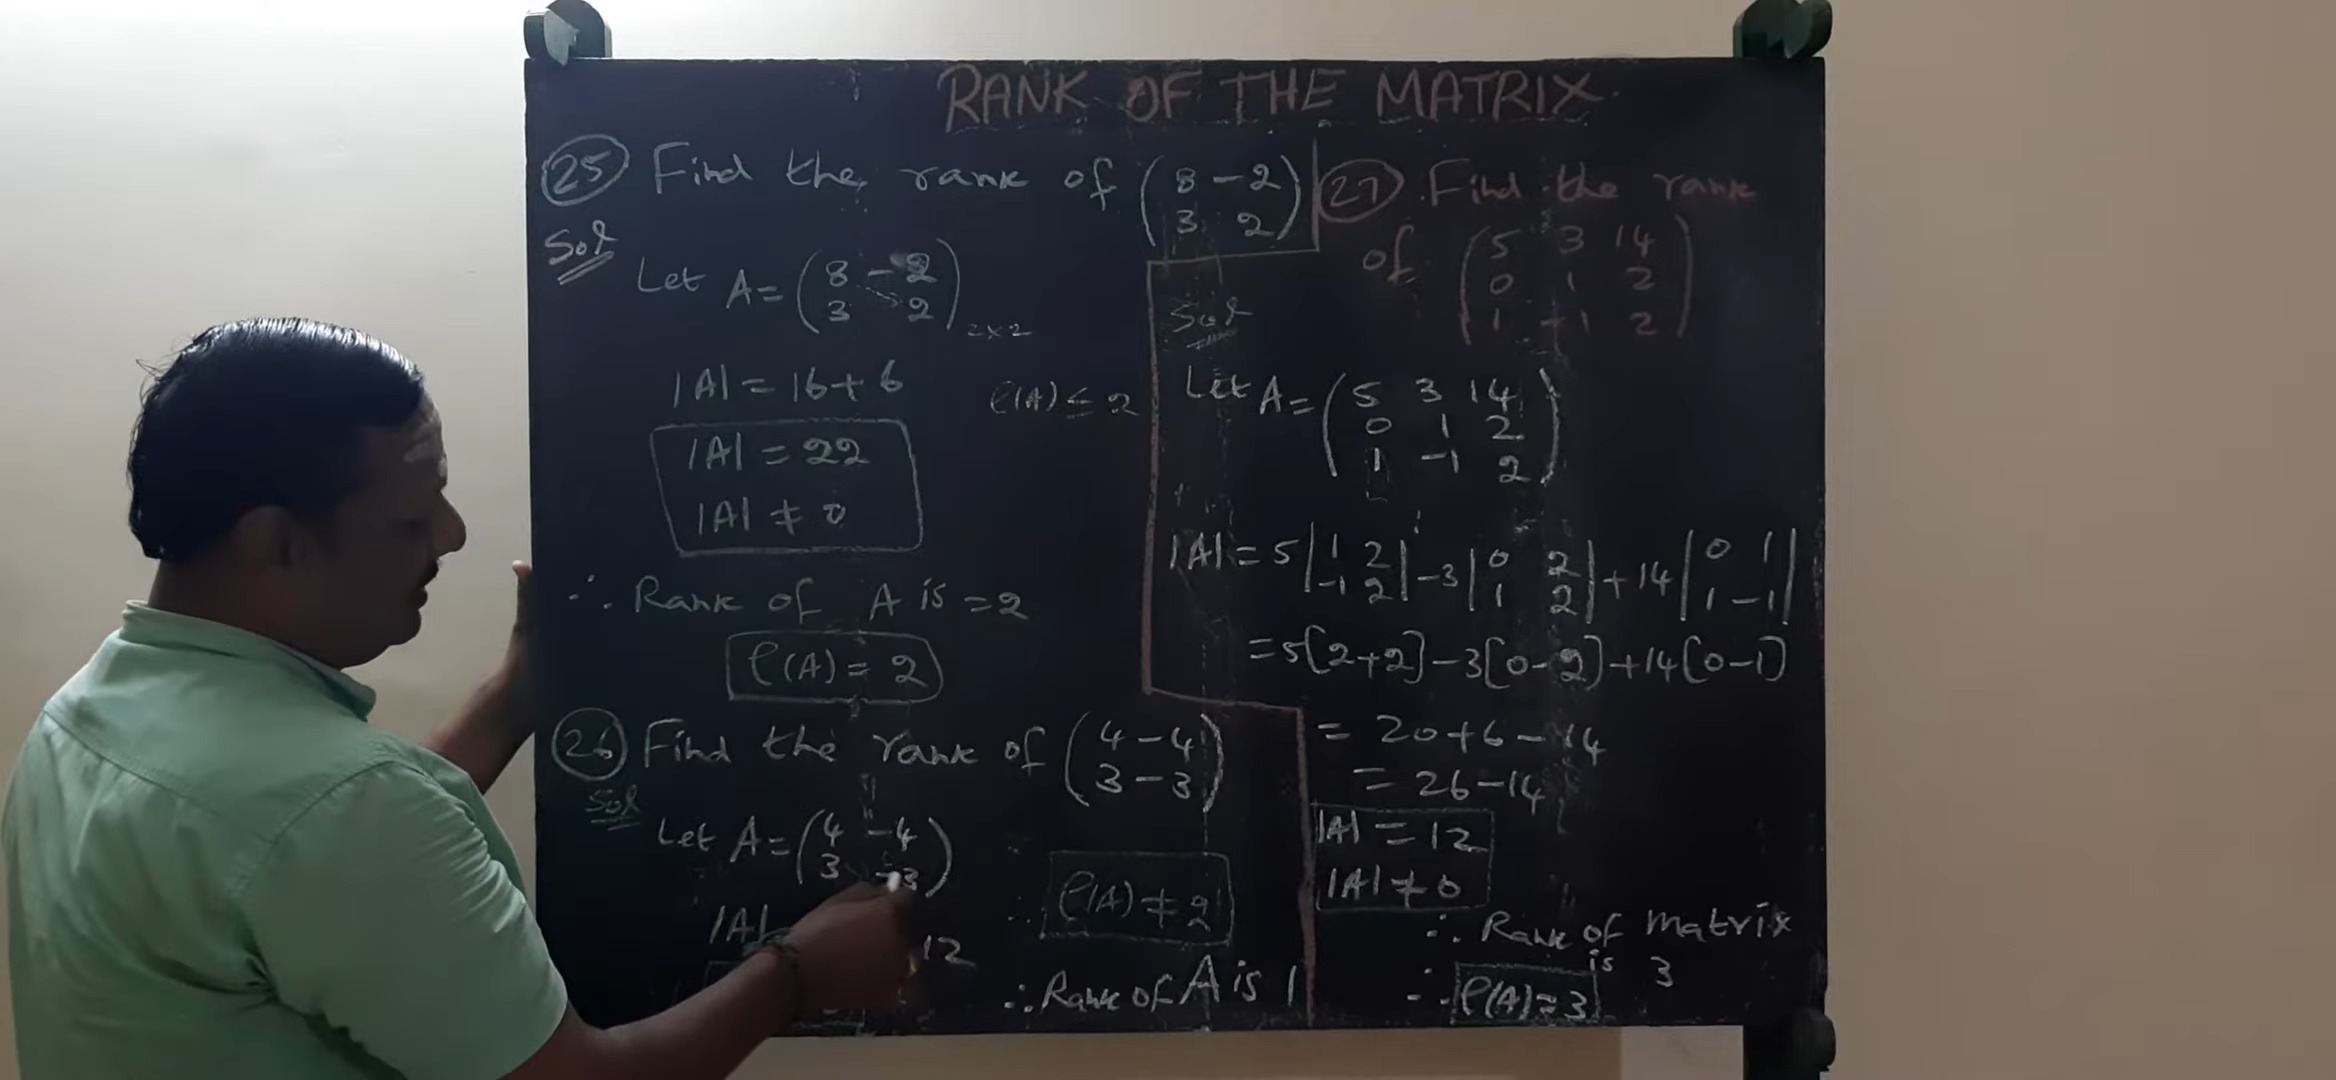 RANK OF THE MATRIX
25 Find the rank of (8 -2
3 2)
Sol
Let A = (8 -2
3 2) 2×2
|A| = 16+6
ρ(A) ≤ 2
|A| = 22
|A| ≠ 0
∴ Rank of A is = 2
ρ(A) = 2
26 Find the rank of (4 -4
3 -3)
Sol
Let A = (4 -4
3 -3)
|A|
12
∴ ρ(A) ≠ 2
∴ Rank of A is 1
27 Find the rank
of (5 3 14
0 1 2
1 -1 2)
Sol
Let A = (5 3 14
0 1 2
1 -1 2)
|A| = 5 |1 2| -3 |0 2| +14 |0 1|
|-1 2| |1 2| |1 -1|
= 5[2+2] -3[0-2] +14[0-1]
= 20+6-14
= 26-14
|A| = 12
|A| ≠ 0
∴ Rank of matrix
is 3
∴ ρ(A) = 3